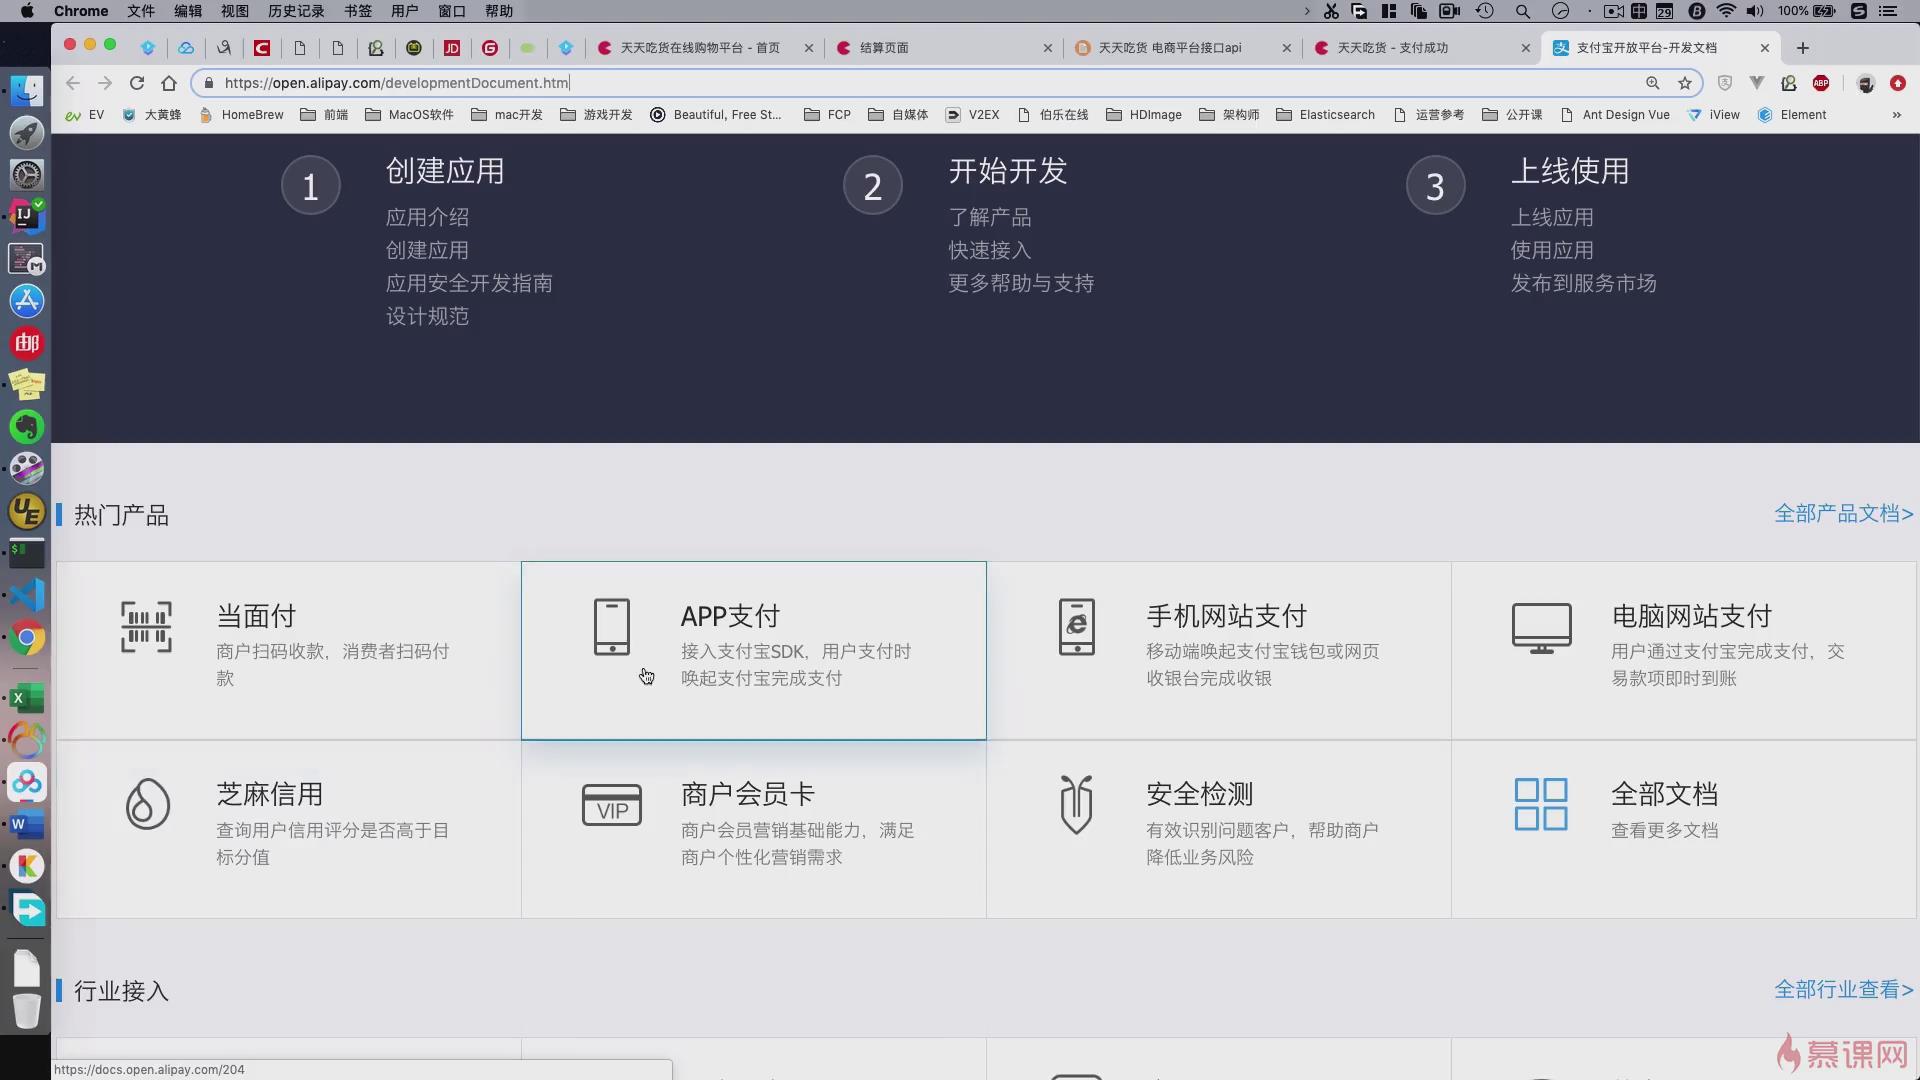 Chrome 文件 编辑 视图 历史记录 书签 用户 窗口 帮助
29 100%
天天吃货在线购物平台 - 首页
结算页面
天天吃货 电商平台接口api
天天吃货 - 支付成功
支付宝开放平台-开发文档
https://open.alipay.com/developmentDocument.htm
ABP
EV 大黄蜂 HomeBrew 前端 MacOS软件 mac开发 游戏开发 Beautiful, Free St... FCP 自媒体 V2EX 伯乐在线 HDImage 架构师 Elasticsearch 运营参考 公开课 Ant Design Vue iView Element »
1
创建应用
应用介绍
创建应用
应用安全开发指南
设计规范
2
开始开发
了解产品
快速接入
更多帮助与支持
3
上线使用
上线应用
使用应用
发布到服务市场
热门产品
全部产品文档>
当面付
商户扫码收款，消费者扫码付
款
APP支付
接入支付宝SDK，用户支付时
唤起支付宝完成支付
手机网站支付
移动端唤起支付宝钱包或网页
收银台完成收银
电脑网站支付
用户通过支付宝完成支付，交
易款项即时到账
芝麻信用
查询用户信用评分是否高于目
标分值
VIP
商户会员卡
商户会员营销基础能力，满足
商户个性化营销需求
安全检测
有效识别问题客户，帮助商户
降低业务风险
全部文档
查看更多文档
行业接入
全部行业查看>
https://docs.open.alipay.com/204
慕课网